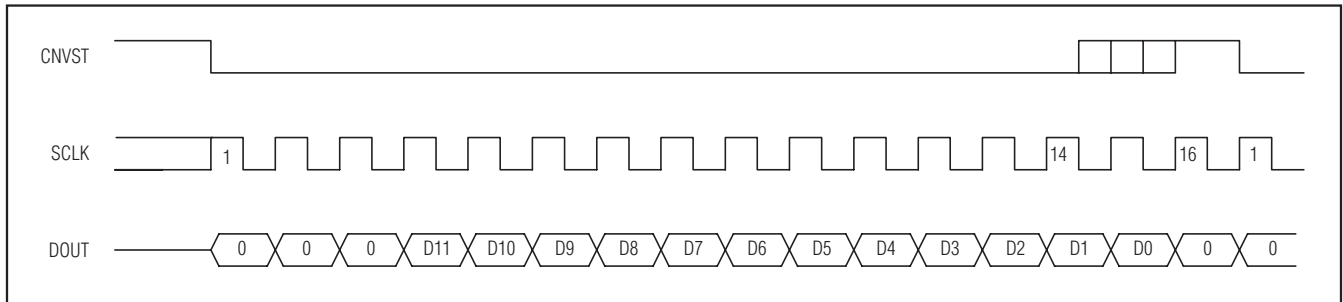 CNVST
SCLK 1 14 16 1
DOUT 0 0 0 D11 D10 D9 D8 D7 D6 D5 D4 D3 D2 D1 D0 0 0